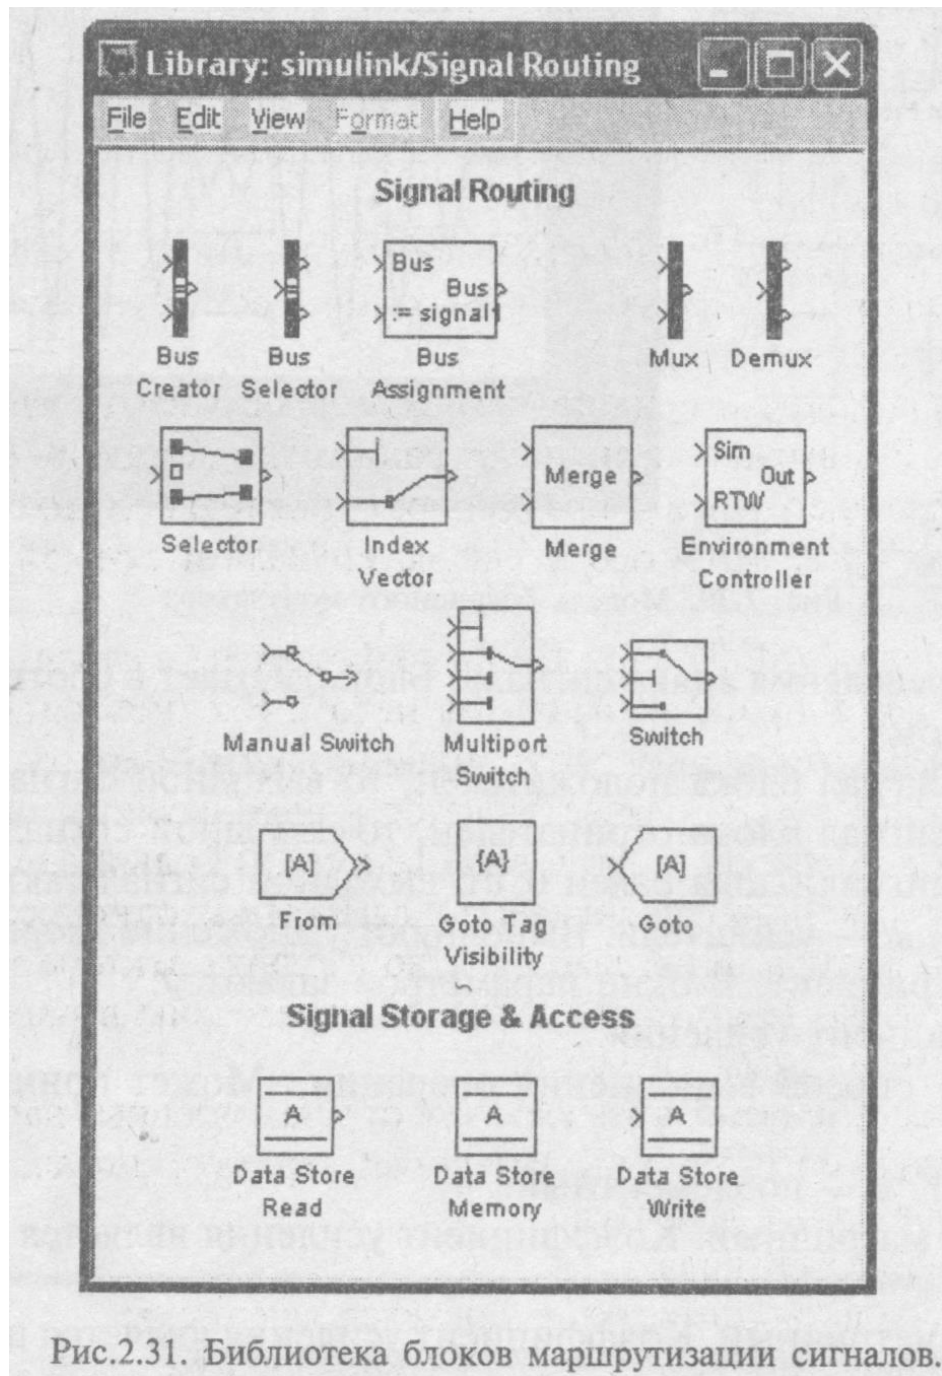 Library: simulink/Signal Routing
File Edit View Format Help
Signal Routing
Bus
Bus
:= signal1
Bus Creator
Bus Selector
Bus Assignment
Mux
Demux
Merge
Sim
Out
RTW
Selector
Index Vector
Merge
Environment Controller
Manual Switch
Multiport Switch
Switch
[A]
{A}
[A]
From
Goto Tag Visibility
Goto
Signal Storage & Access
A
A
A
Data Store Read
Data Store Memory
Data Store Write
Рис.2.31. Библиотека блоков маршрутизации сигналов.